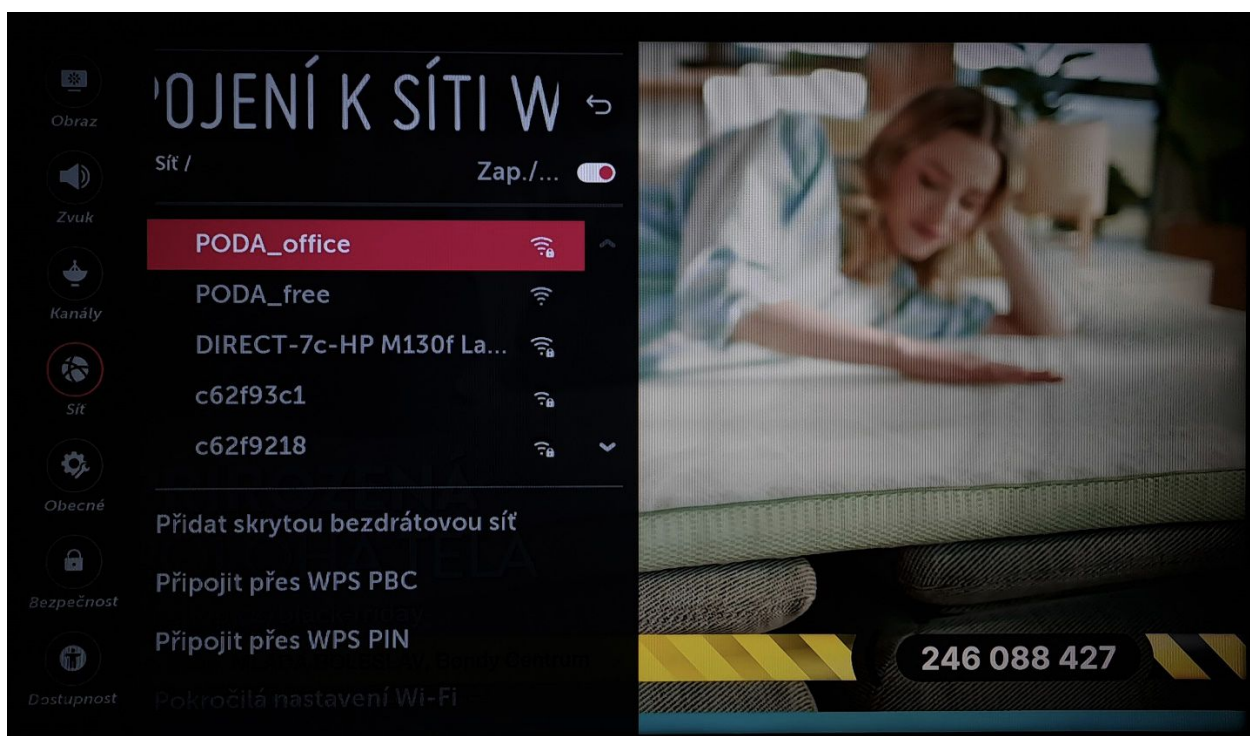 OJENÍ K SÍTI W
Síť /
Zap./...
PODA_office
PODA_free
DIRECT-7c-HP M130f La...
c62f93c1
c62f9218
Přidat skrytou bezdrátovou síť
Připojit přes WPS PBC
Připojit přes WPS PIN
Pokročilá nastavení Wi-Fi
Obraz
Zvuk
Kanály
Síť
Obecné
Bezpečnost
Dostupnost
246 088 427